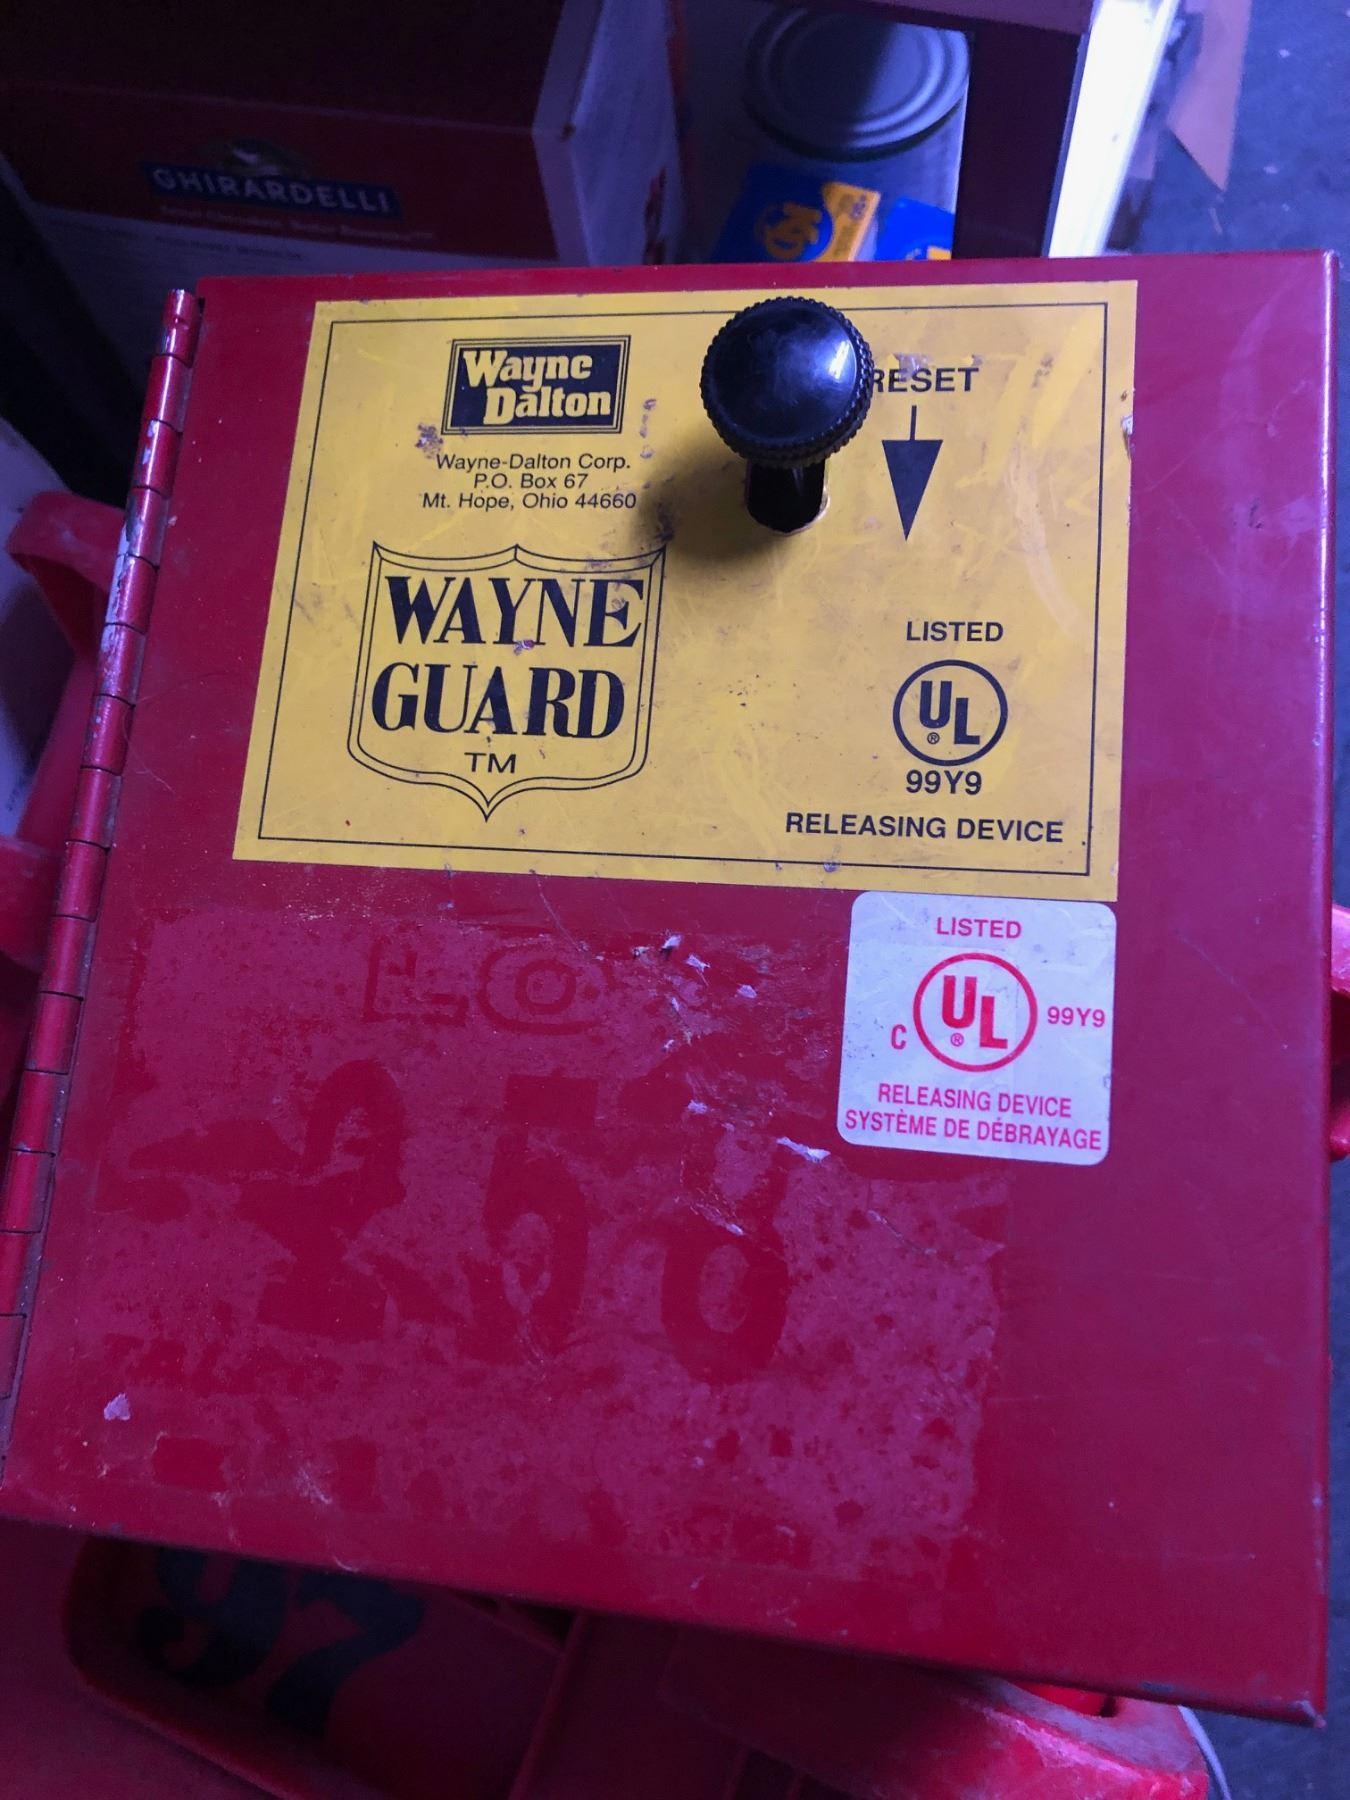 GHIRARDELLI
Wayne
Dalton
Wayne-Dalton Corp.
P.O. Box 67
Mt. Hope, Ohio 44660
WAYNE
GUARD
TM
RESET
LISTED
UL
®
99Y9
RELEASING DEVICE
LISTED
C UL 99Y9
®
RELEASING DEVICE
SYSTÈME DE DÉBRAYAGE